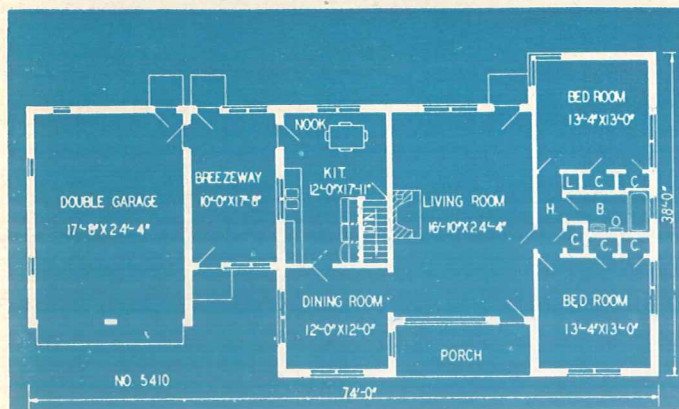 BED ROOM
13'-4"X13'-0"
NOOK
KIT.
12'-0"X17'-11"
BREEZEWAY
10'-0"X17'-8"
DOUBLE GARAGE
17'-8"X24'-4"
LIVING ROOM
16'-10"X24'-4"
DN.
L
C.
C.
H.
B
C.
C.
C.
38'-0"
DINING ROOM
12'-0"X12'-0"
BED ROOM
13'-4"X13'-0"
PORCH
NO. 5410
74'-0"